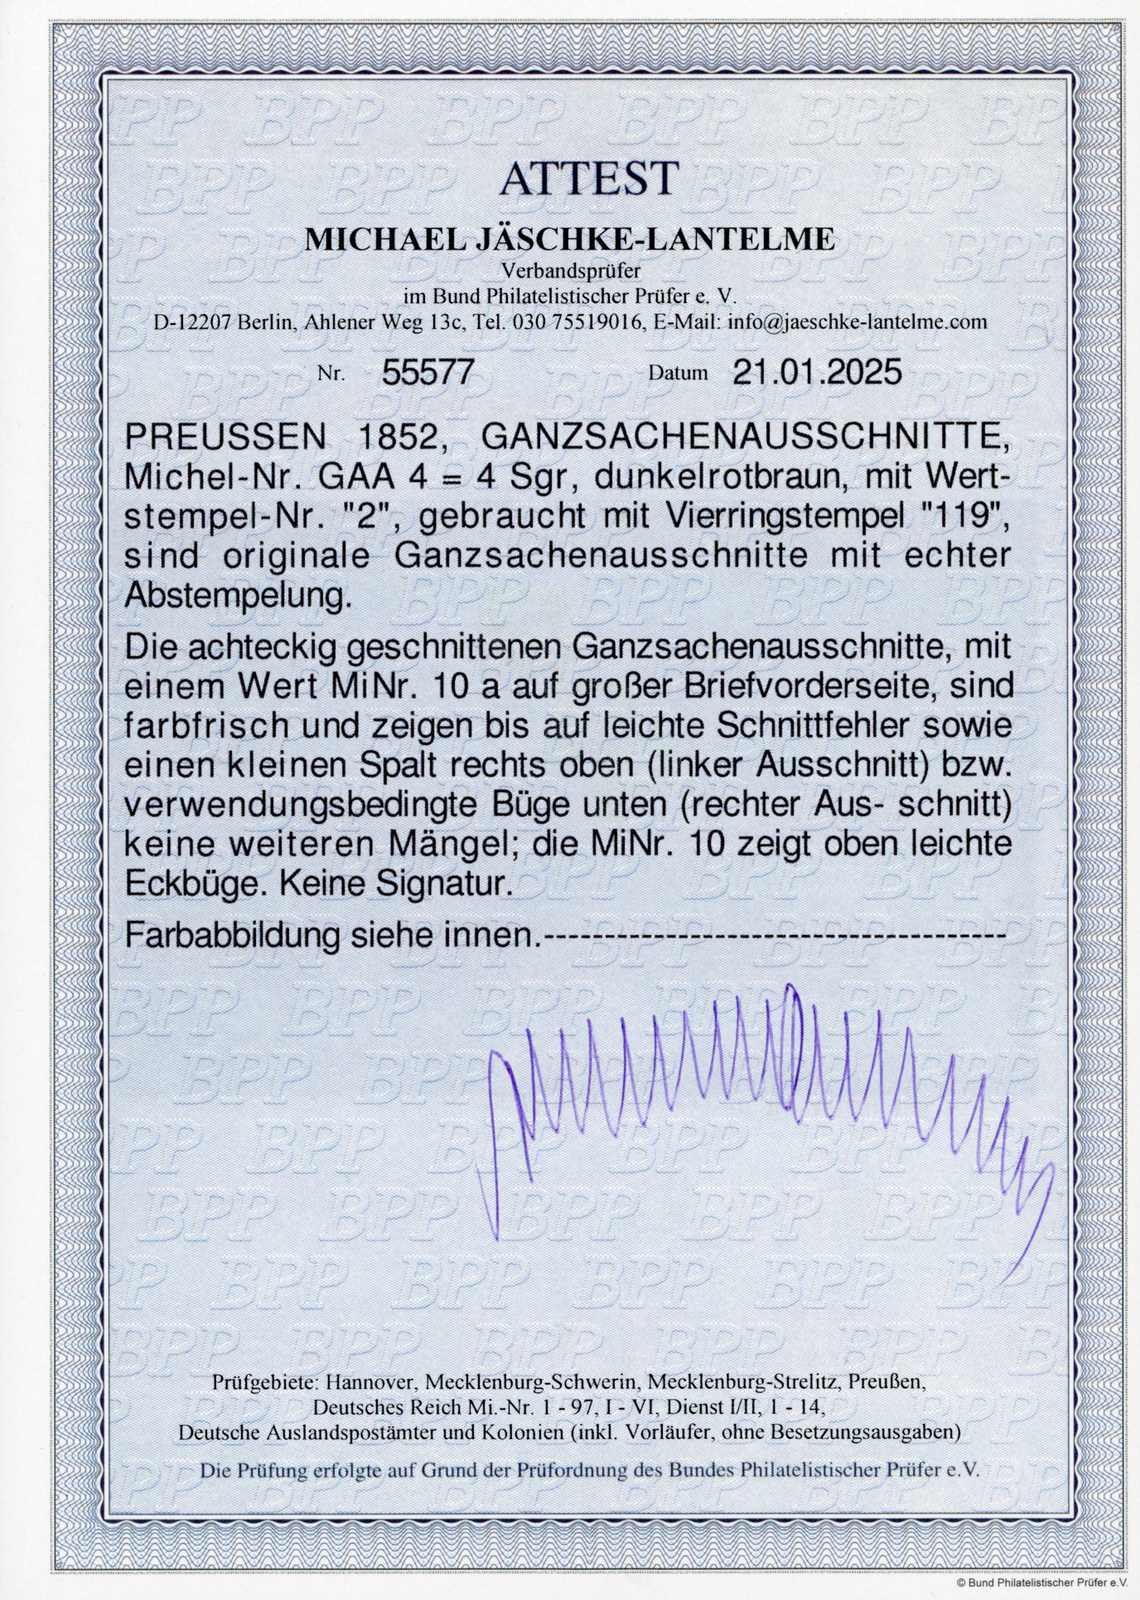 ATTEST
MICHAEL JÄSCHKE-LANTELME
Verbandsprüfer
im Bund Philatelistischer Prüfer e. V.
D-12207 Berlin, Ahlener Weg 13c, Tel. 030 75519016, E-Mail: info@jaeschke-lantelme.com
Nr. 55577 Datum 21.01.2025
PREUSSEN 1852, GANZSACHENAUSSCHNITTE,
Michel-Nr. GAA 4 = 4 Sgr, dunkelrotbraun, mit Wert-
stempel-Nr. "2", gebraucht mit Vierringstempel "119",
sind originale Ganzsachenausschnitte mit echter
Abstempelung.
Die achteckig geschnittenen Ganzsachenausschnitte, mit
einem Wert MiNr. 10 a auf großer Briefvorderseite, sind
farbfrisch und zeigen bis auf leichte Schnittfehler sowie
einen kleinen Spalt rechts oben (linker Ausschnitt) bzw.
verwendungsbedingte Büge unten (rechter Aus- schnitt)
keine weiteren Mängel; die MiNr. 10 zeigt oben leichte
Eckbüge. Keine Signatur.
Farbabbildung siehe innen.--------------------------------------
Prüfgebiete: Hannover, Mecklenburg-Schwerin, Mecklenburg-Strelitz, Preußen,
Deutsches Reich Mi.-Nr. 1 - 97, I - VI, Dienst I/II, 1 - 14,
Deutsche Auslandspostämter und Kolonien (inkl. Vorläufer, ohne Besetzungsausgaben)
Die Prüfung erfolgte auf Grund der Prüfordnung des Bundes Philatelistischer Prüfer e.V.
© Bund Philatelistischer Prüfer e.V.